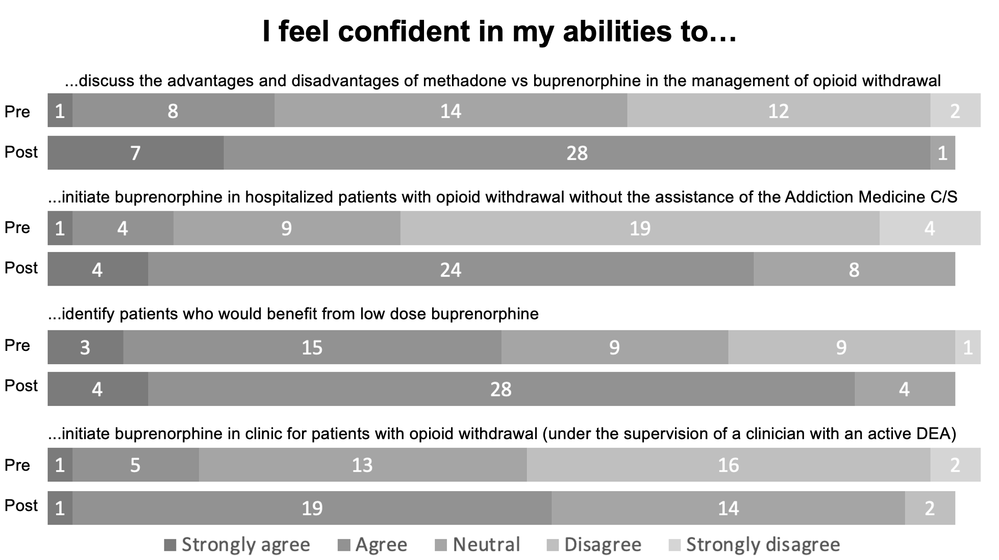 I feel confident in my abilities to…
...discuss the advantages and disadvantages of methadone vs buprenorphine in the management of opioid withdrawal
Pre 1 8 14 12 2
Post 7 28 1
...initiate buprenorphine in hospitalized patients with opioid withdrawal without the assistance of the Addiction Medicine C/S
Pre 1 4 9 19 4
Post 4 24 8
...identify patients who would benefit from low dose buprenorphine
Pre 3 15 9 9 1
Post 4 28 4
...initiate buprenorphine in clinic for patients with opioid withdrawal (under the supervision of a clinician with an active DEA)
Pre 1 5 13 16 2
Post 1 19 14 2
Strongly agree Agree Neutral Disagree Strongly disagree